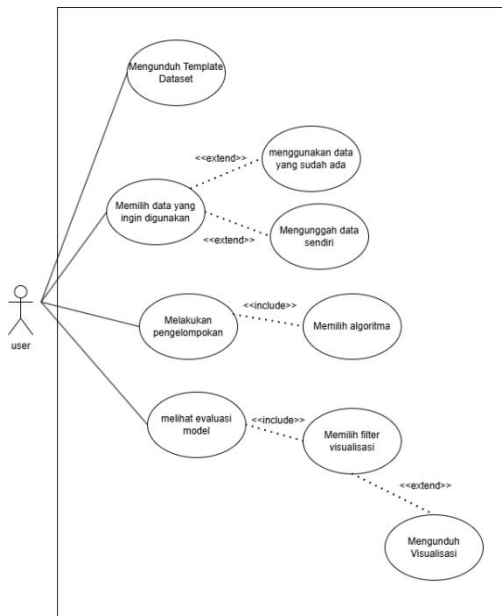 Mengunduh Template
Dataset
<<extend>>
menggunakan data
yang sudah ada
Memilih data yang
ingin digunakan
<<extend>>
Mengunggah data
sendiri
user
Melakukan
pengelompokan
<<include>>
Memilih algoritma
melihat evaluasi
model
<<include>>
Memilih filter
visualisasi
<<extend>>
Mengunduh
Visualisasi